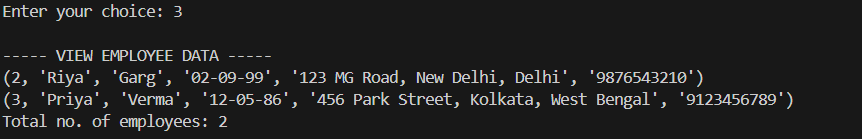 Enter your choice: 3
----- VIEW EMPLOYEE DATA -----
(2, 'Riya', 'Garg', '02-09-99', '123 MG Road, New Delhi, Delhi', '9876543210')
(3, 'Priya', 'Verma', '12-05-86', '456 Park Street, Kolkata, West Bengal', '9123456789')
Total no. of employees: 2